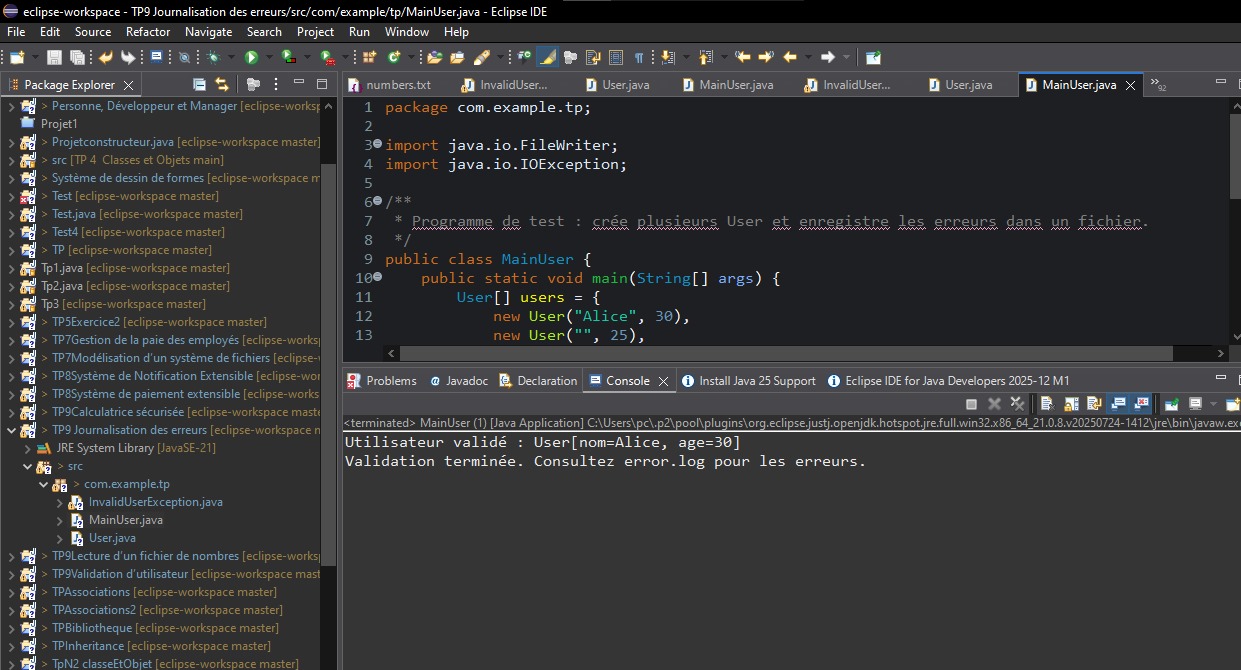 eclipse-workspace - TP9 Journalisation des erreurs/src/com/example/tp/MainUser.java - Eclipse IDE
File Edit Source Refactor Navigate Search Project Run Window Help
Package Explorer
> Personne, Développeur et Manager [eclipse-worksp
Projet1
> Projetconstructeur.java [eclipse-workspace master]
> src [TP 4 Classes et Objets main]
> Système de dessin de formes [eclipse-workspace m
> Test [eclipse-workspace master]
> Test.java [eclipse-workspace master]
> Test4 [eclipse-workspace master]
> TP [eclipse-workspace master]
Tp1.java [eclipse-workspace master]
Tp2.java [eclipse-workspace master]
Tp3 [eclipse-workspace master]
> TP5Exercice2 [eclipse-workspace master]
> TP7Gestion de la paie des employés [eclipse-worksp
> TP7Modélisation d'un système de fichiers [eclipse-
> TP8Système de Notification Extensible [eclipse-wor
> TP8Système de paiement extensible [eclipse-works
> TP9Calculatrice sécurisée [eclipse-workspace maste
> TP9 Journalisation des erreurs [eclipse-workspace n
JRE System Library [JavaSE-21]
> src
> com.example.tp
InvalidUserException.java
MainUser.java
User.java
> TP9Lecture d'un fichier de nombres [eclipse-worksp
> TP9Validation d'utilisateur [eclipse-workspace mast
> TPAssociations [eclipse-workspace master]
> TPAssociations2 [eclipse-workspace master]
> TPBibliotheque [eclipse-workspace master]
> TPInheritance [eclipse-workspace master]
> TpN2 classeEtObjet [eclipse-workspace master]
numbers.txt InvalidUser... User.java MainUser.java InvalidUser... User.java MainUser.java »92
1 package com.example.tp;
2
3 import java.io.FileWriter;
4 import java.io.IOException;
5
6 /**
7 * Programme de test : crée plusieurs User et enregistre les erreurs dans un fichier.
8 */
9 public class MainUser {
10 public static void main(String[] args) {
11 User[] users = {
12 new User("Alice", 30),
13 new User("", 25),
Problems Javadoc Declaration Console Install Java 25 Support Eclipse IDE for Java Developers 2025-12 M1
<terminated> MainUser (1) [Java Application] C:\Users\pc\.p2\pool\plugins\org.eclipse.justj.openjdk.hotspot.jre.full.win32.x86_64_21.0.8.v20250724-1412\jre\bin\javaw.exe
Utilisateur validé : User[nom=Alice, age=30]
Validation terminée. Consultez error.log pour les erreurs.